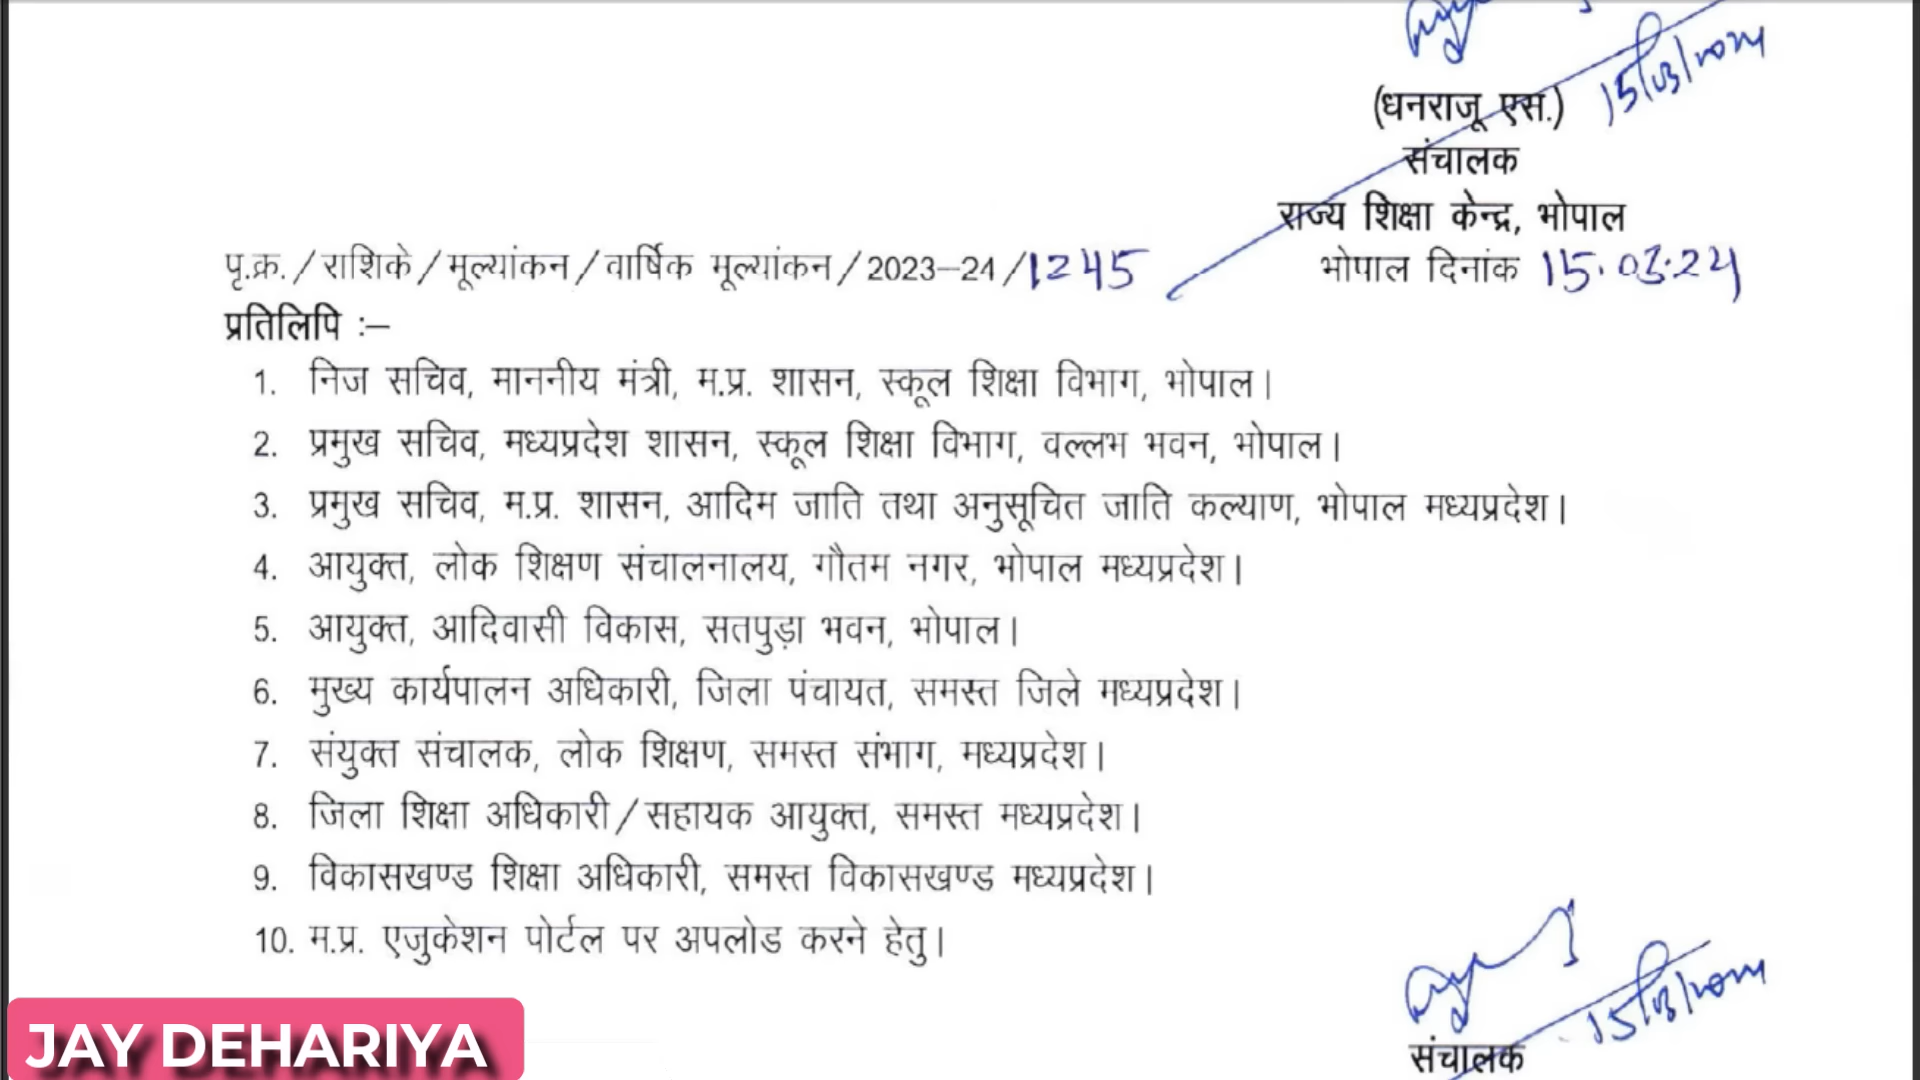 15/03/2024
(धनराजू एस.)
संचालक
राज्य शिक्षा केन्द्र, भोपाल
पृ.क्र./राशिके/मूल्यांकन/वार्षिक मूल्यांकन/2023–24/1245
भोपाल दिनांक 15.03.24
प्रतिलिपि :–
1. निज सचिव, माननीय मंत्री, म.प्र. शासन, स्कूल शिक्षा विभाग, भोपाल।
2. प्रमुख सचिव, मध्यप्रदेश शासन, स्कूल शिक्षा विभाग, वल्लभ भवन, भोपाल।
3. प्रमुख सचिव, म.प्र. शासन, आदिम जाति तथा अनुसूचित जाति कल्याण, भोपाल मध्यप्रदेश।
4. आयुक्त, लोक शिक्षण संचालनालय, गौतम नगर, भोपाल मध्यप्रदेश।
5. आयुक्त, आदिवासी विकास, सतपुड़ा भवन, भोपाल।
6. मुख्य कार्यपालन अधिकारी, जिला पंचायत, समस्त जिले मध्यप्रदेश।
7. संयुक्त संचालक, लोक शिक्षण, समस्त संभाग, मध्यप्रदेश।
8. जिला शिक्षा अधिकारी/सहायक आयुक्त, समस्त मध्यप्रदेश।
9. विकासखण्ड शिक्षा अधिकारी, समस्त विकासखण्ड मध्यप्रदेश।
10. म.प्र. एजुकेशन पोर्टल पर अपलोड करने हेतु।
15/03/2024
संचालक
JAY DEHARIYA